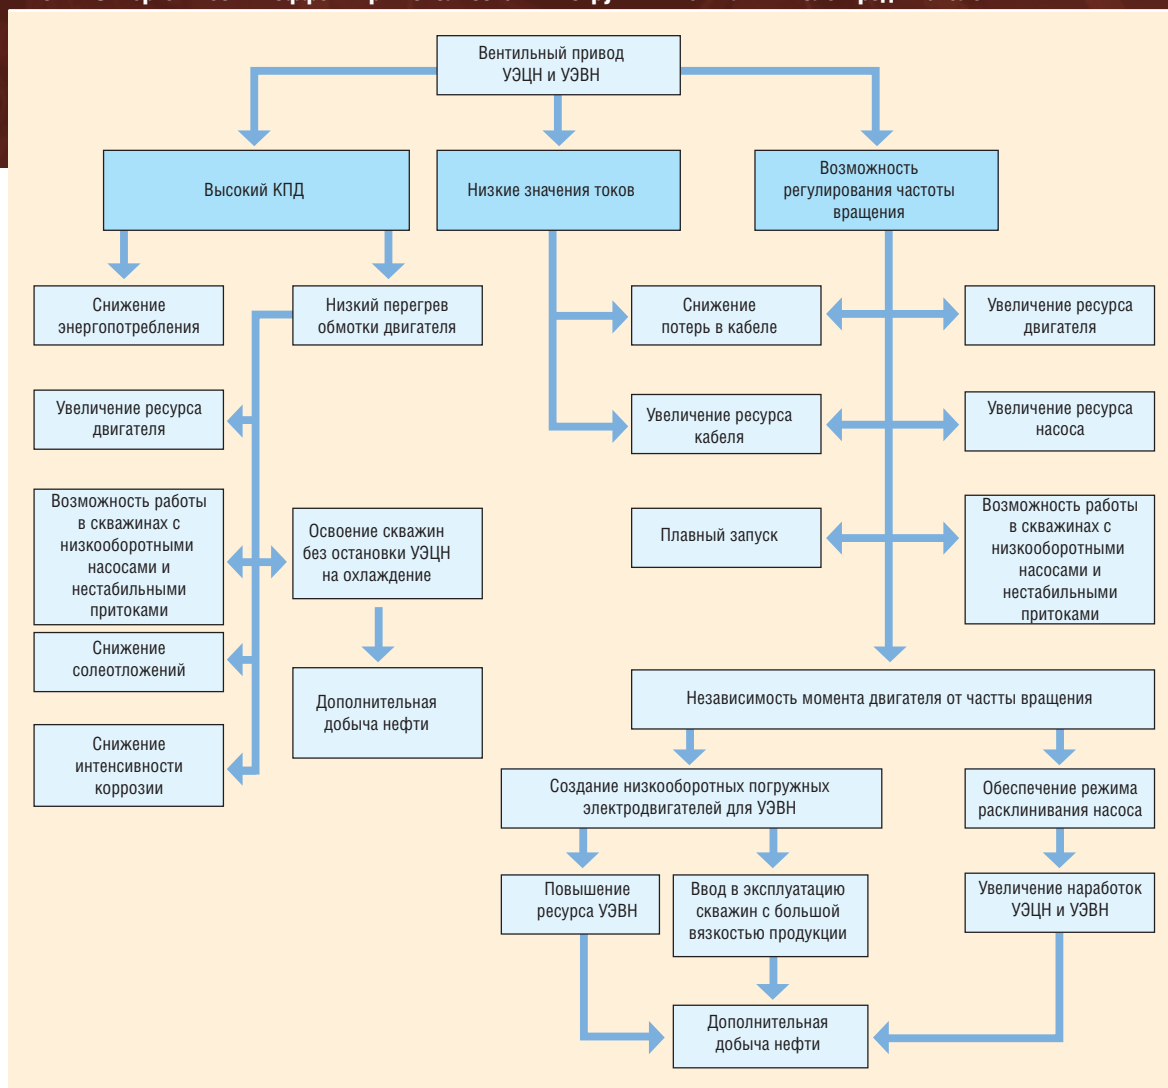 Вентильный привод
УЭЦН и УЭВН
Высокий КПД
Низкие значения токов
Возможность
регулирования частоты
вращения
Снижение
энергопотребления
Низкий перегрев
обмотки двигателя
Снижение
потерь в кабеле
Увеличение ресурса
двигателя
Увеличение ресурса
двигателя
Увеличение ресурса
кабеля
Увеличение ресурса
насоса
Возможность работы
в скважинах с
низкооборотными
насосами и
нестабильными
притоками
Освоение скважин
без остановки УЭЦН
на охлаждение
Плавный запуск
Возможность работы
в скважинах с
низкооборотными
насосами и
нестабильными
притоками
Снижение
солеотложений
Дополнительная
добыча нефти
Независимость момента двигателя от частты вращения
Снижение
интенсивности
коррозии
Создание низкооборотных погружных
электродвигателей для УЭВН
Обеспечение режима
расклинивания насоса
Повышение
ресурса УЭВН
Ввод в эксплуатацию
скважин с большой
вязкостью продукции
Увеличение наработок
УЭЦН и УЭВН
Дополнительная
добыча нефти